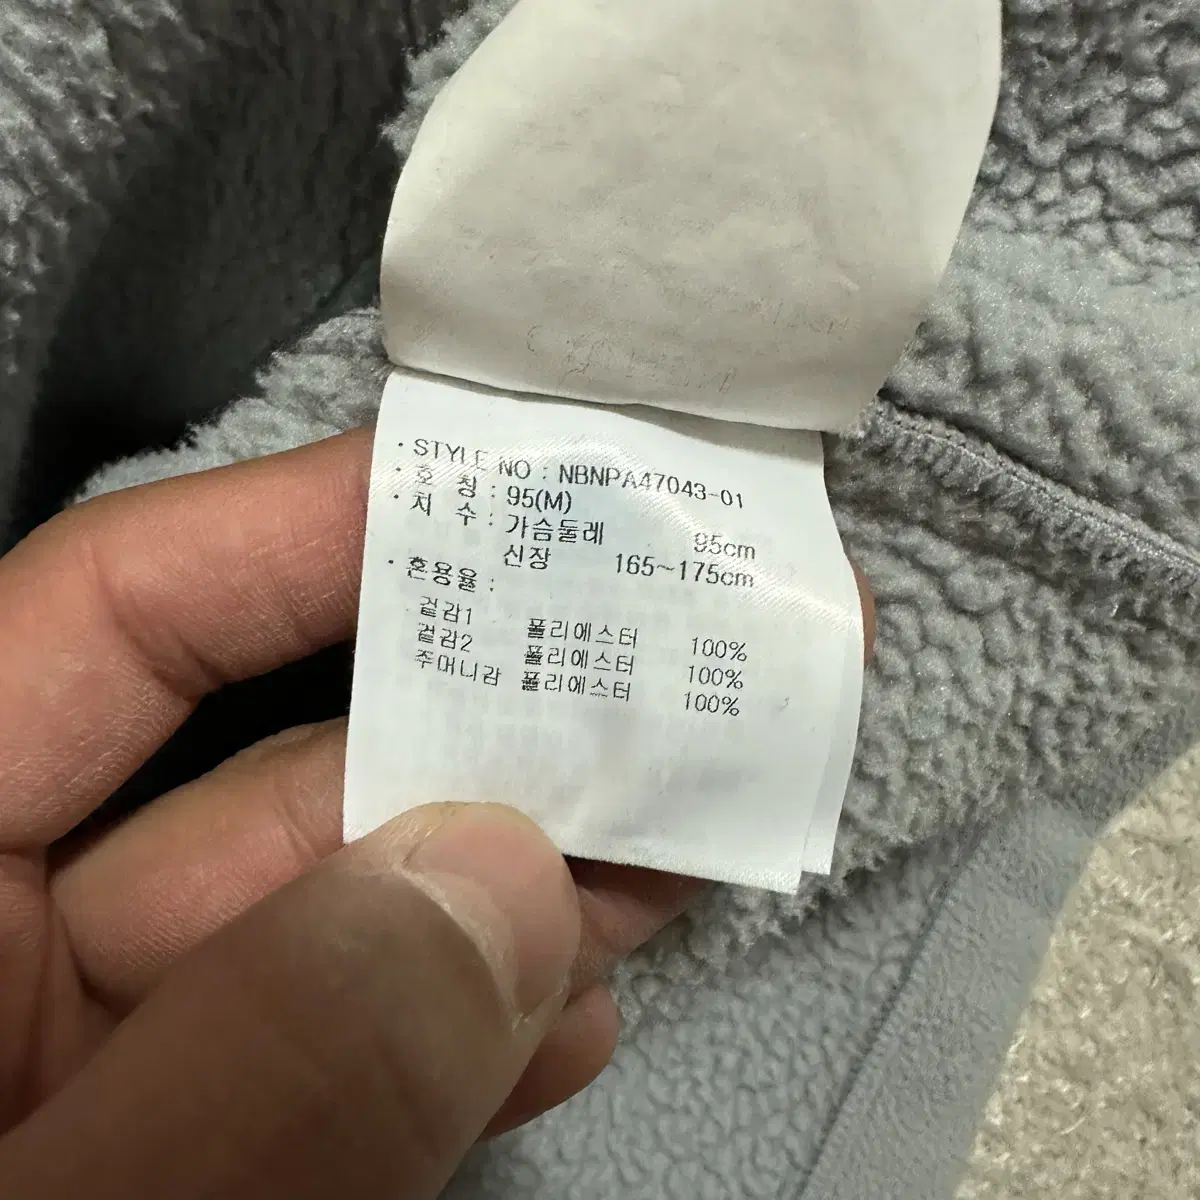 · STYLE NO : NBNPA47043-01
· 호 칭 : 95(M)
· 치 수 : 가슴둘레 95cm
신장 165~175cm
· 혼용율 :
겉감1 폴리에스터 100%
겉감2 폴리에스터 100%
주머니감 폴리에스터 100%